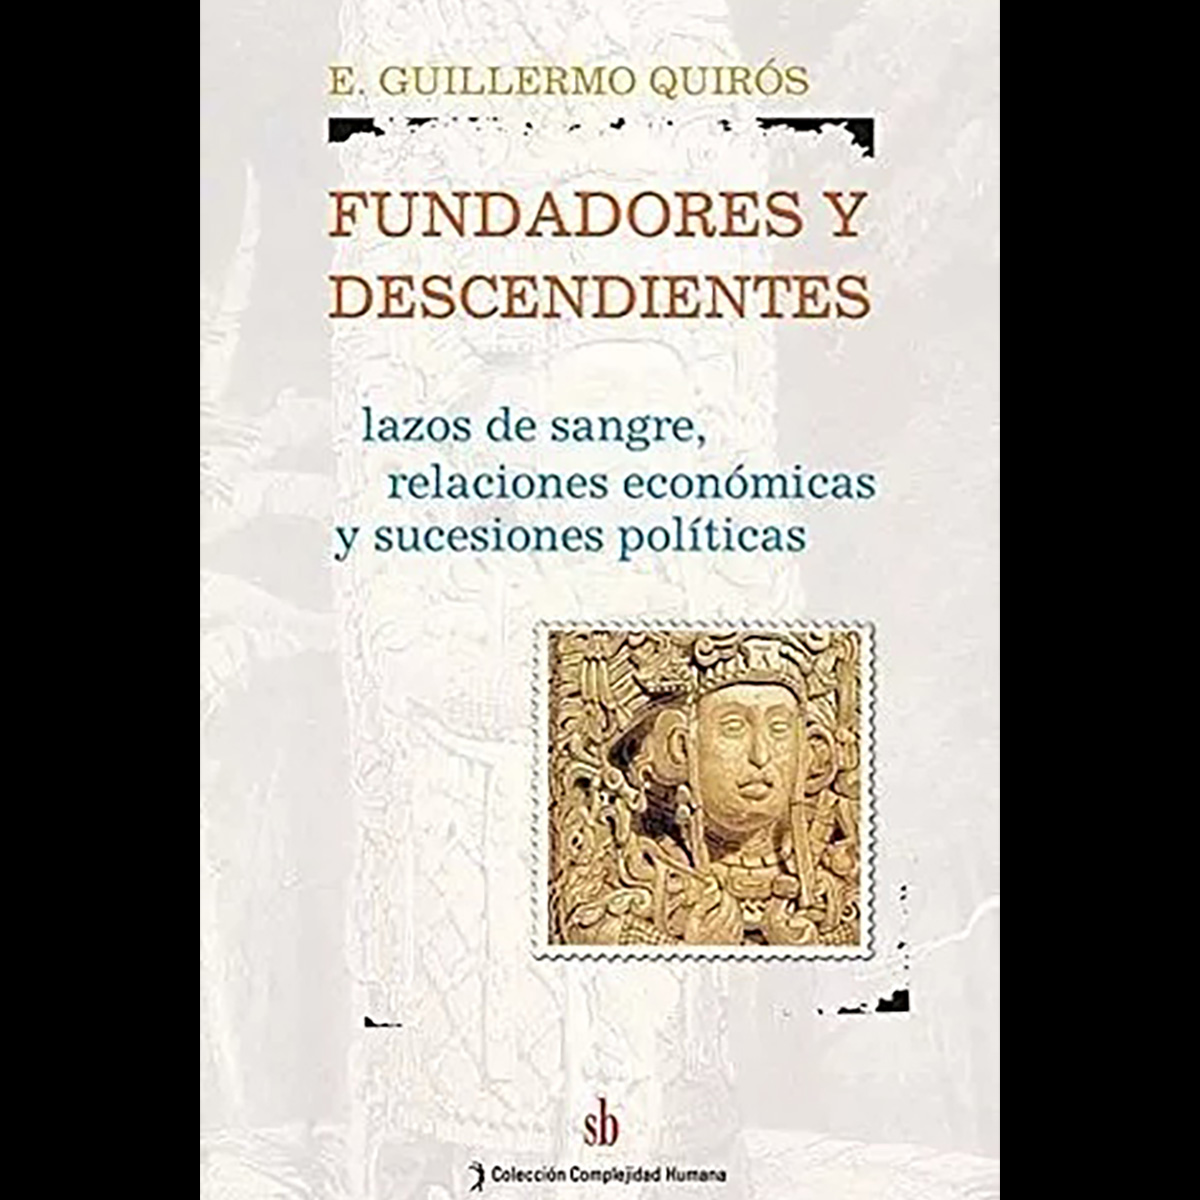 E. GUILLERMO QUIRÓS
FUNDADORES Y
DESCENDIENTES
lazos de sangre,
relaciones económicas
y sucesiones políticas
sb
Colección Complejidad Humana